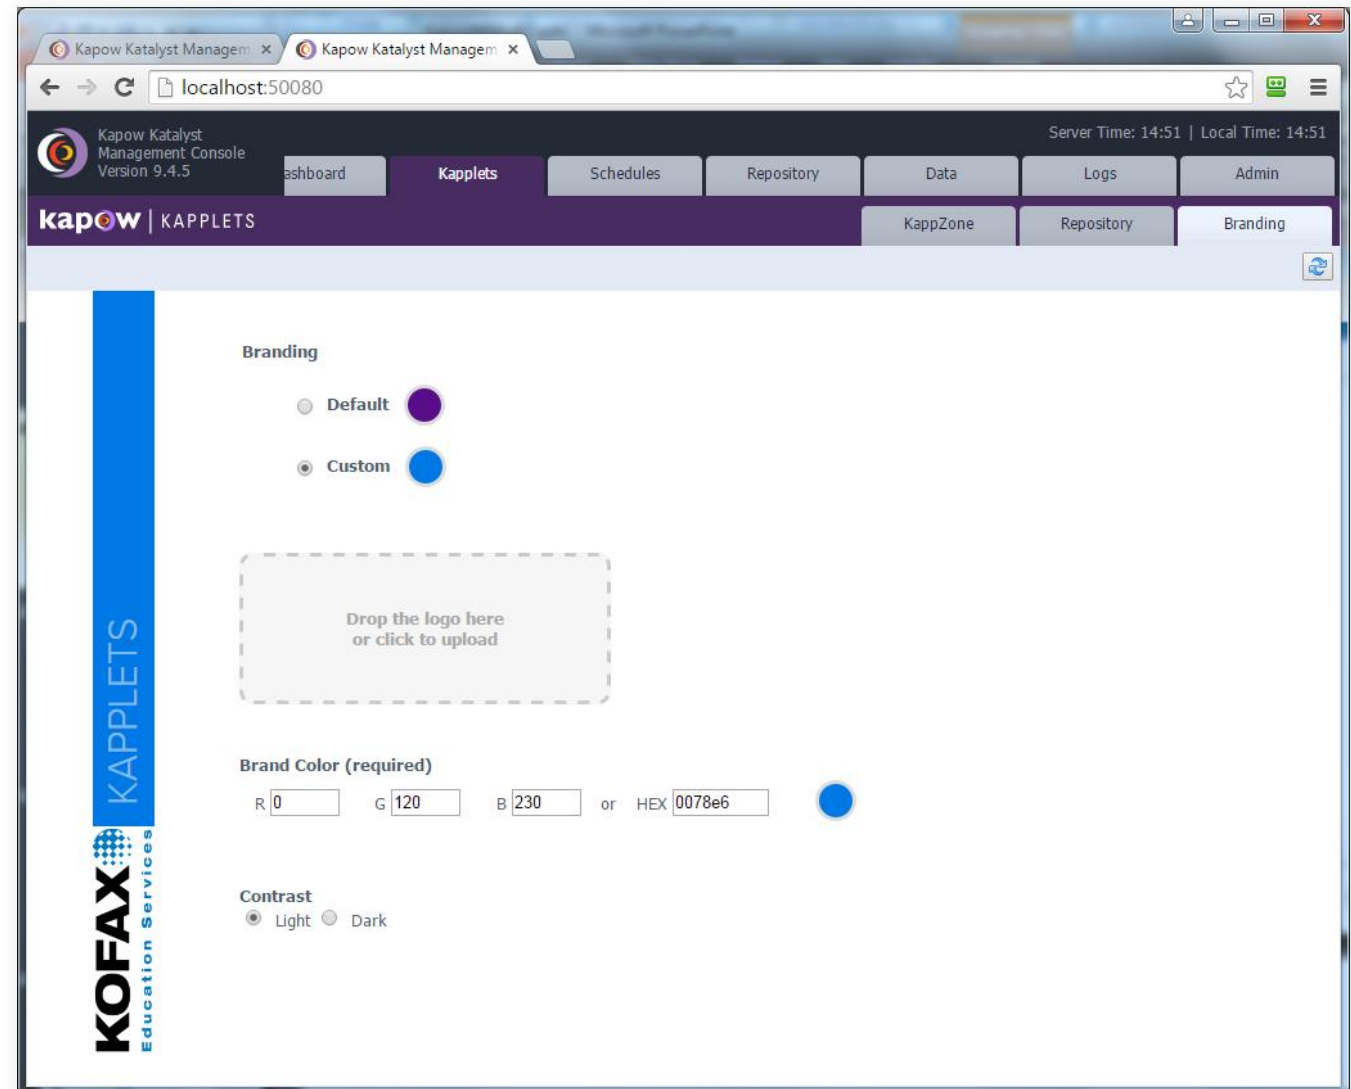 Kapow Katalyst Managem
Kapow Katalyst Managem
localhost:50080
Kapow Katalyst
Management Console
Version 9.4.5
Server Time: 14:51 | Local Time: 14:51
ashboard
Kapplets
Schedules
Repository
Data
Logs
Admin
kapow | KAPPLETS
KappZone
Repository
Branding
Branding
Default
Custom
Drop the logo here
or click to upload
Brand Color (required)
R 0 G 120 B 230 or HEX 0078e6
Contrast
Light Dark
KAPPLETS
KOFAX
Education Services